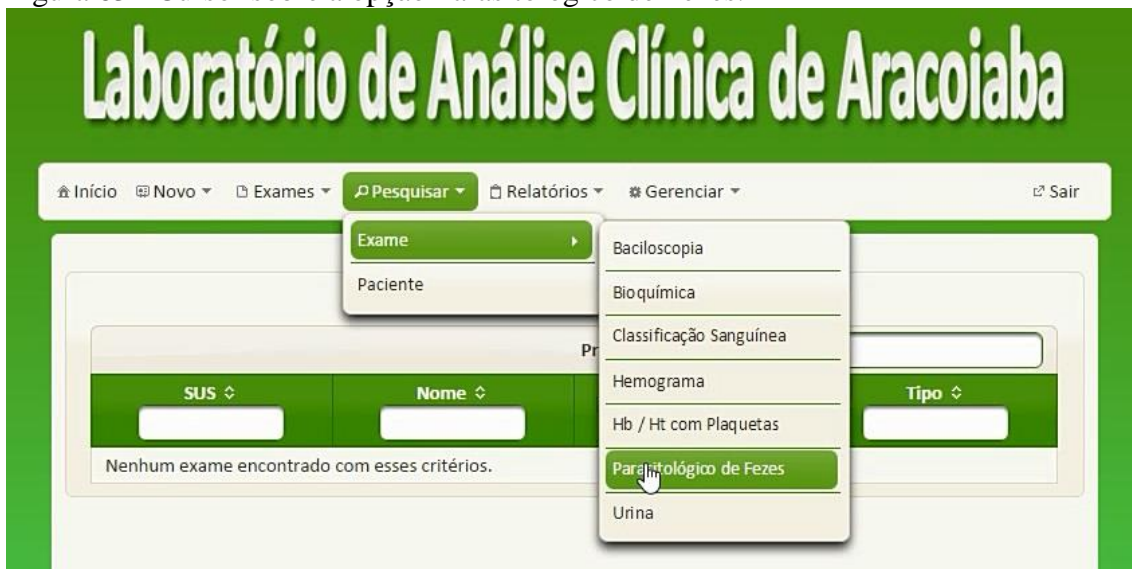 Laboratório de Análise Clínica de Aracoiaba
Início Novo Exames Pesquisar Relatórios Gerenciar Sair
Exame
Paciente
Baciloscopia
Bioquímica
Classificação Sanguínea
Hemograma
Hb / Ht com Plaquetas
Parasitológico de Fezes
Urina
Pr
SUS Nome Tipo
Nenhum exame encontrado com esses critérios.